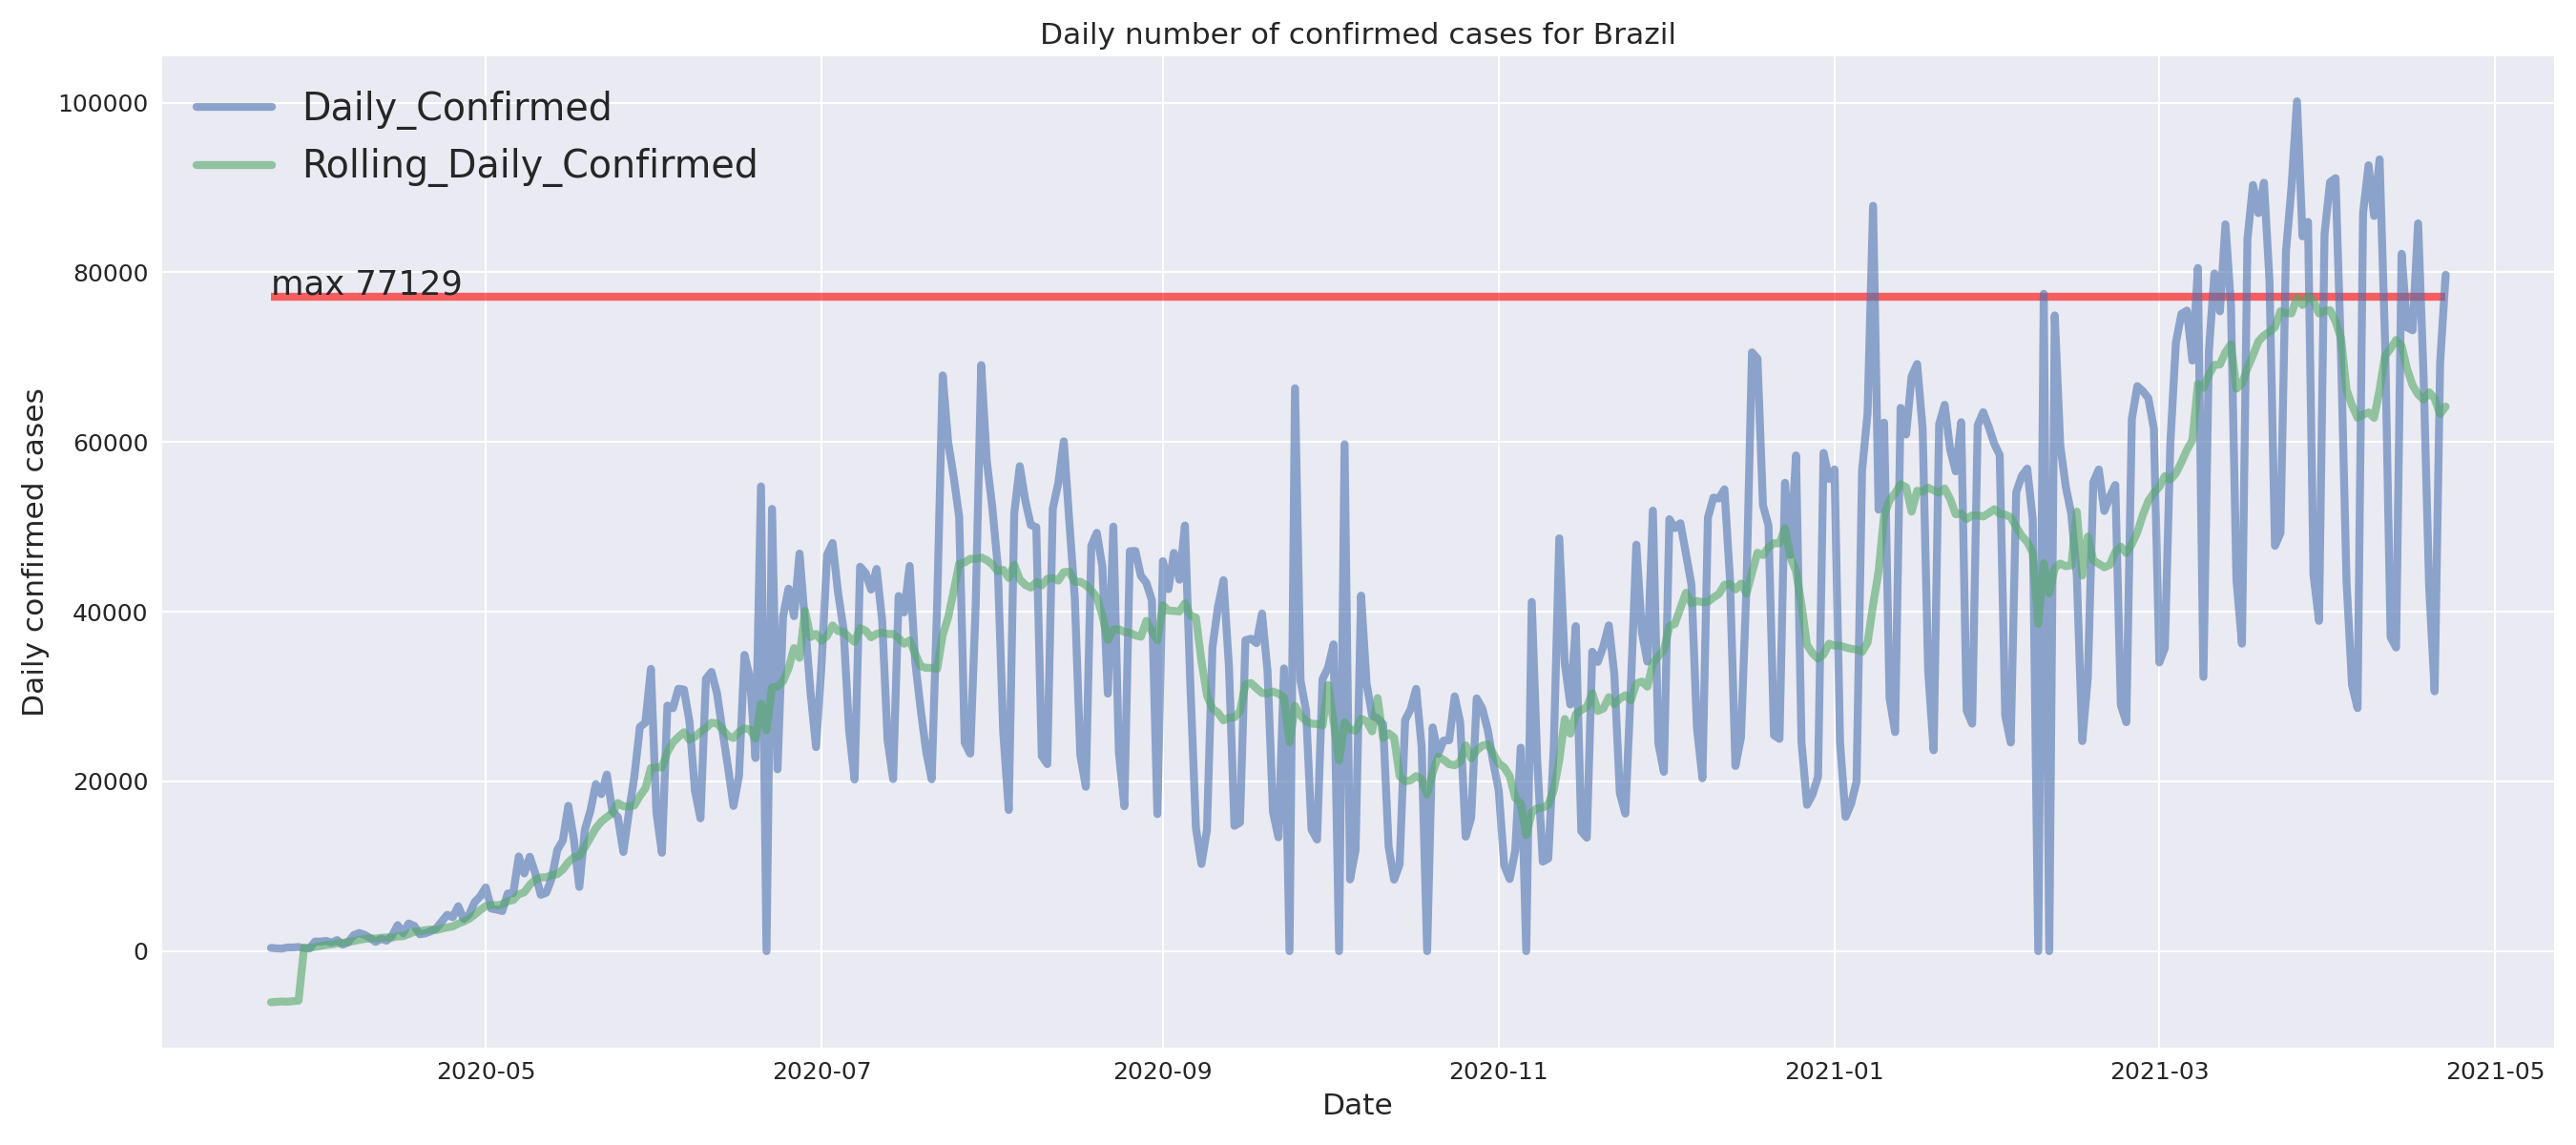 Daily number of confirmed cases for Brazil
Daily_Confirmed
Rolling_Daily_Confirmed
max 77129
Daily confirmed cases
100000
80000
60000
40000
20000
0
2020-05
2020-07
2020-09
2020-11
2021-01
2021-03
2021-05
Date